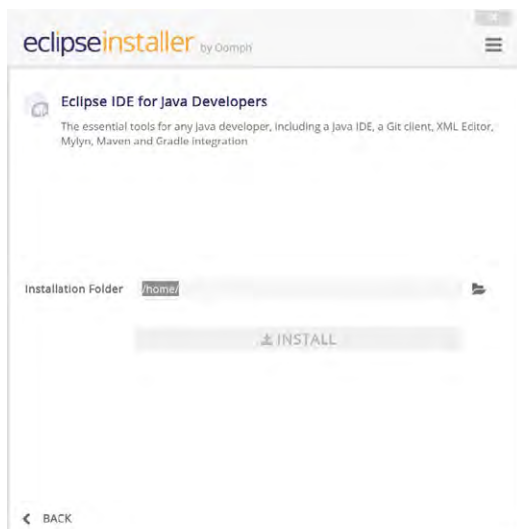 eclipseinstaller by Oomph
Eclipse IDE for Java Developers
The essential tools for any Java developer, including a Java IDE, a Git client, XML Editor,
Mylyn, Maven and Gradle integration
Installation Folder /home/
INSTALL
BACK